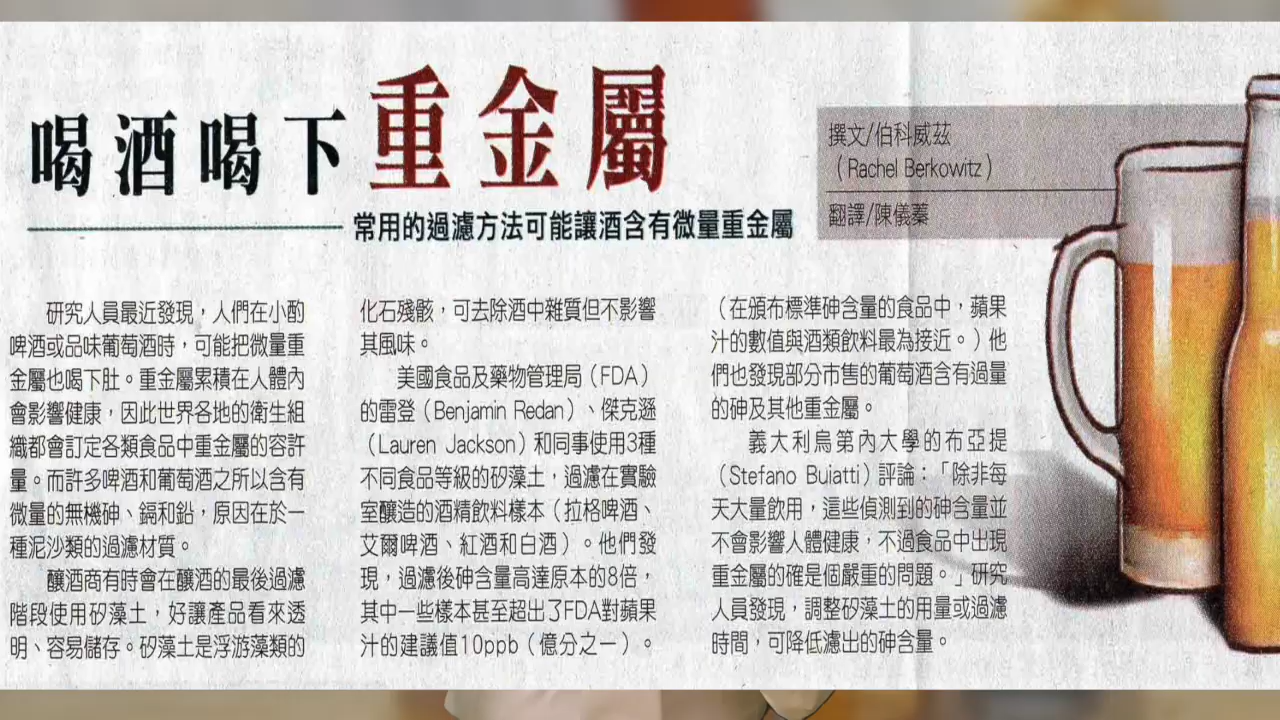 喝酒喝下重金屬
常用的過濾方法可能讓酒含有微量重金屬
撰文/伯科威茲
（Rachel Berkowitz）
翻譯/陳儀蓁
研究人員最近發現，人們在小酌
啤酒或品味葡萄酒時，可能把微量重
金屬也喝下肚。重金屬累積在人體內
會影響健康，因此世界各地的衛生組
織都會訂定各類食品中重金屬的容許
量。而許多啤酒和葡萄酒之所以含有
微量的無機砷、鎘和鉛，原因在於一
種泥沙類的過濾材質。
釀酒商有時會在釀酒的最後過濾
階段使用矽藻土，好讓產品看來透
明、容易儲存。矽藻土是浮游藻類的
化石殘骸，可去除酒中雜質但不影響
其風味。
美國食品及藥物管理局（FDA）
的雷登（Benjamin Redan）、傑克遜
（Lauren Jackson）和同事使用3種
不同食品等級的矽藻土，過濾在實驗
室釀造的酒精飲料樣本（拉格啤酒、
艾爾啤酒、紅酒和白酒）。他們發
現，過濾後砷含量高達原本的8倍，
其中一些樣本甚至超出了FDA對蘋果
汁的建議值10ppb（億分之一）。
（在頒布標準砷含量的食品中，蘋果
汁的數值與酒類飲料最為接近。）他
們也發現部分市售的葡萄酒含有過量
的砷及其他重金屬。
義大利烏第內大學的布亞提
（Stefano Buiatti）評論：「除非每
天大量飲用，這些偵測到的砷含量並
不會影響人體健康，不過食品中出現
重金屬的確是個嚴重的問題。」研究
人員發現，調整矽藻土的用量或過濾
時間，可降低濾出的砷含量。